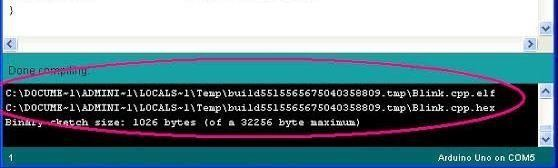 }
Done compiling.
C:\DOCUME~1\ADMINI~1\LOCALS~1\Temp\build5515565675040358809.tmp\Blink.cpp.elf
C:\DOCUME~1\ADMINI~1\LOCALS~1\Temp\build5515565675040358809.tmp\Blink.cpp.hex
Binary sketch size: 1026 bytes (of a 32256 byte maximum)
1
Arduino Uno on COM5